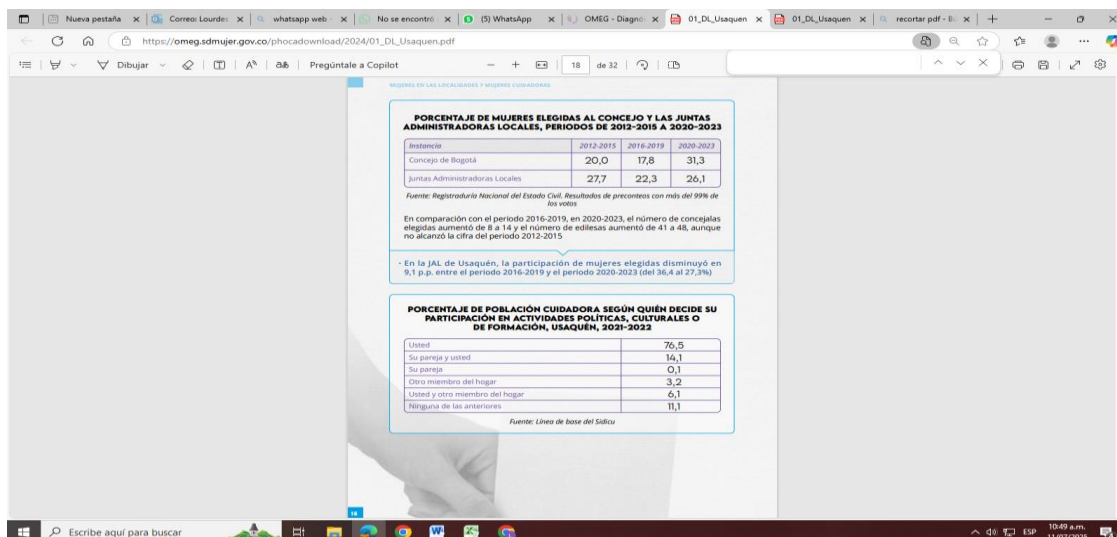 Nueva pestaña
Correo: Lourdes
whatsapp web -
No se encontró
(5) WhatsApp
OMEG - Diagnó
01_DL_Usaquen
01_DL_Usaquen
recortar pdf - B
https://omeg.sdmujer.gov.co/phocadownload/2024/01_DL_Usaquen.pdf
Dibujar
Pregúntale a Copilot
18 de 32
MUJERES EN LAS LOCALIDADES Y MUJERES CUIDADORAS
PORCENTAJE DE MUJERES ELEGIDAS AL CONCEJO Y LAS JUNTAS
ADMINISTRADORAS LOCALES, PERIODOS DE 2012-2015 A 2020-2023
Instancia 2012-2015 2016-2019 2020-2023
Concejo de Bogotá 20,0 17,8 31,3
Juntas Administradoras Locales 27,7 22,3 26,1
Fuente: Registraduría Nacional del Estado Civil. Resultados de preconteos con más del 99% de
los votos
En comparación con el periodo 2016-2019, en 2020-2023, el número de concejalas
elegidas aumentó de 8 a 14 y el número de edilesas aumentó de 41 a 48, aunque
no alcanzó la cifra del periodo 2012-2015
- En la JAL de Usaquén, la participación de mujeres elegidas disminuyó en
9,1 p.p. entre el periodo 2016-2019 y el periodo 2020-2023 (del 36,4 al 27,3%)
PORCENTAJE DE POBLACIÓN CUIDADORA SEGÚN QUIÉN DECIDE SU
PARTICIPACIÓN EN ACTIVIDADES POLÍTICAS, CULTURALES O
DE FORMACIÓN, USAQUÉN, 2021-2022
Usted 76,5
Su pareja y usted 14,1
Su pareja 0,1
Otro miembro del hogar 3,2
Usted y otro miembro del hogar 6,1
Ninguna de las anteriores 11,1
Fuente: Línea de base del Sidicu
18
Escribe aquí para buscar
ESP
10:49 a.m.
11/07/2025